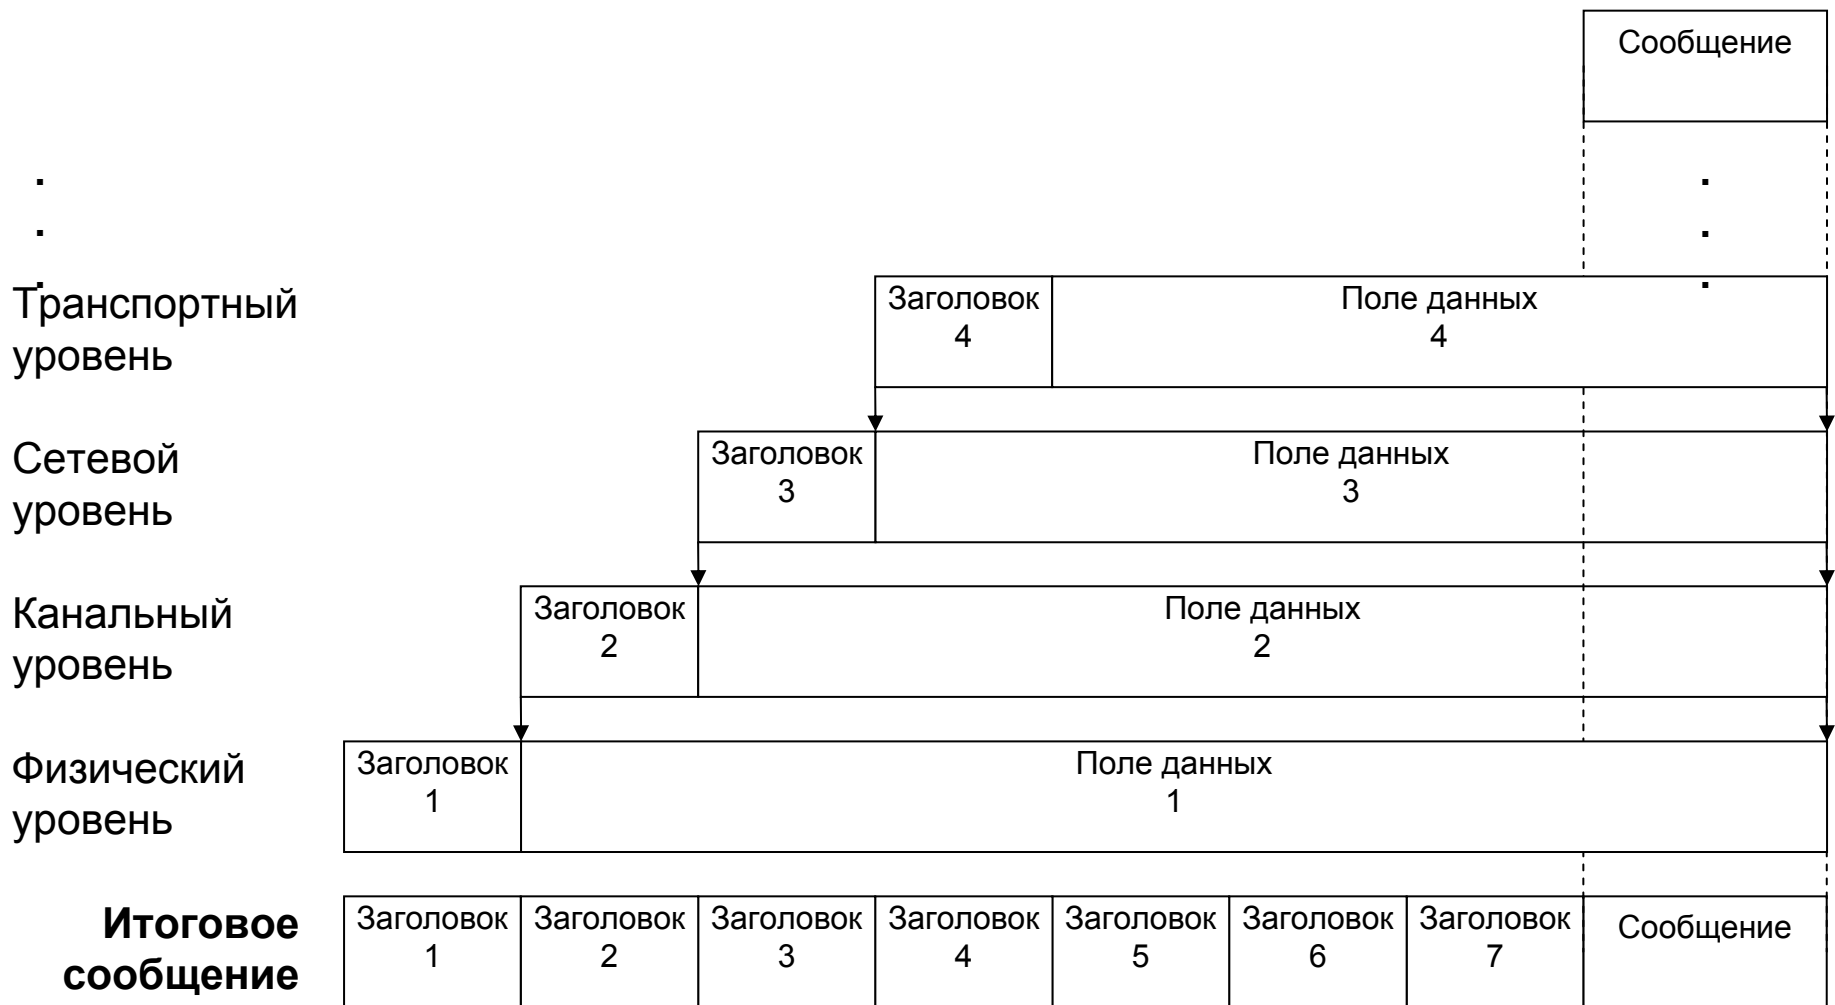 Сообщение
.
.
.
.
.
.
Транспортный
уровень
Заголовок
4
Поле данных
4
Сетевой
уровень
Заголовок
3
Поле данных
3
Канальный
уровень
Заголовок
2
Поле данных
2
Физический
уровень
Заголовок
1
Поле данных
1
Итоговое
сообщение
Заголовок
1
Заголовок
2
Заголовок
3
Заголовок
4
Заголовок
5
Заголовок
6
Заголовок
7
Сообщение